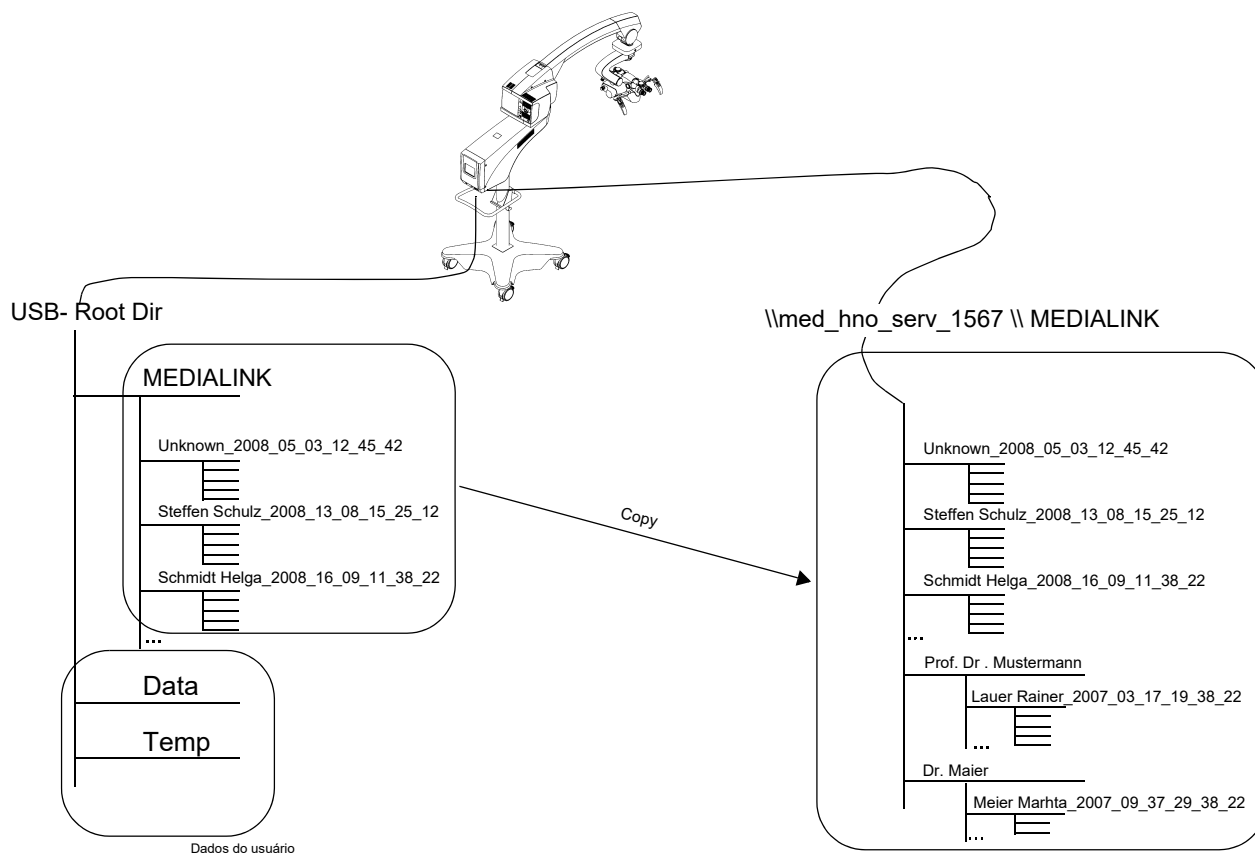 USB- Root Dir
MEDIALINK
Unknown_2008_05_03_12_45_42
Steffen Schulz_2008_13_08_15_25_12
Schmidt Helga_2008_16_09_11_38_22
...
Data
Temp
Dados do usuário
Copy
\\med_hno_serv_1567 \\ MEDIALINK
Unknown_2008_05_03_12_45_42
Steffen Schulz_2008_13_08_15_25_12
Schmidt Helga_2008_16_09_11_38_22
...
Prof. Dr . Mustermann
Lauer Rainer_2007_03_17_19_38_22
...
Dr. Maier
Meier Marhta_2007_09_37_29_38_22
...